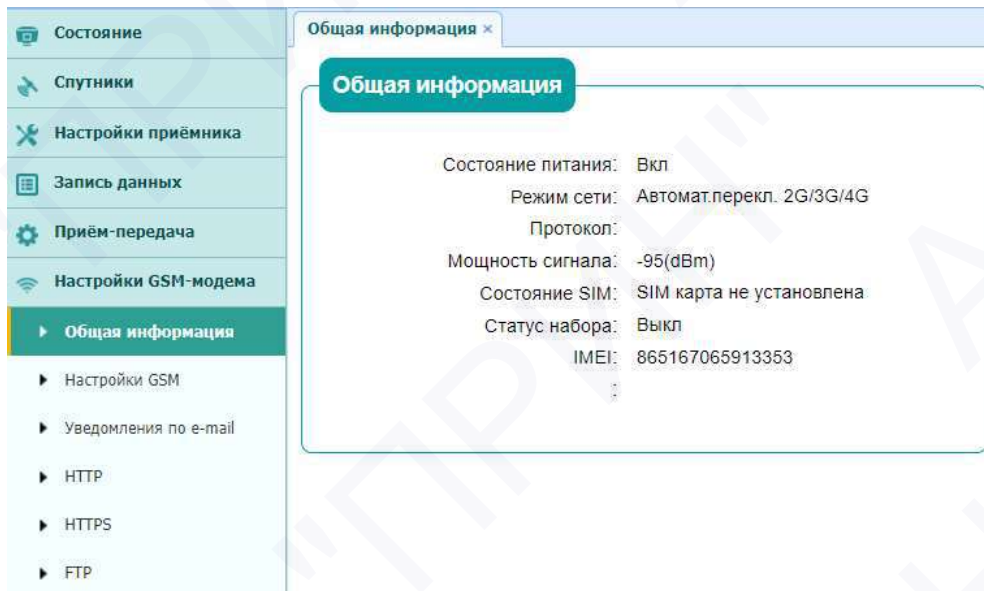 Состояние
Спутники
Настройки приёмника
Запись данных
Приём-передача
Настройки GSM-модема
Общая информация
Настройки GSM
Уведомления по e-mail
HTTP
HTTPS
FTP
Общая информация ×
Общая информация
Состояние питания: Вкл
Режим сети: Автомат.перекл. 2G/3G/4G
Протокол:
Мощность сигнала: -95(dBm)
Состояние SIM: SIM карта не установлена
Статус набора: Выкл
IMEI: 865167065913353
: